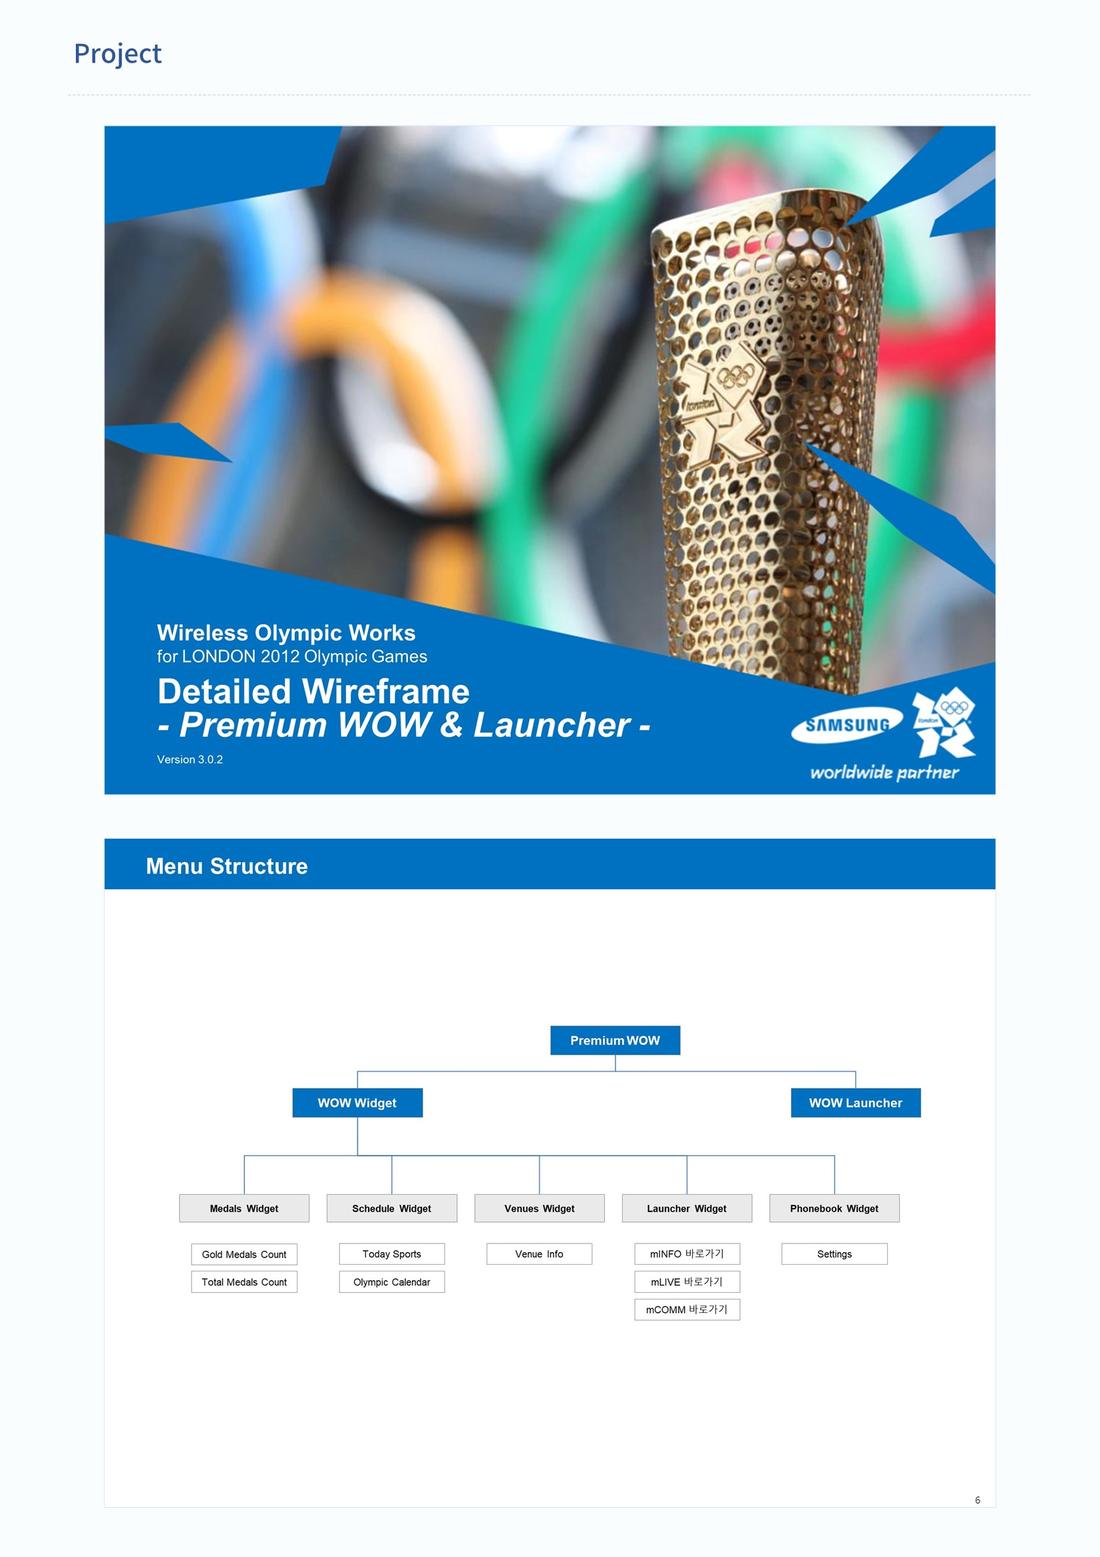 Project
london
Wireless Olympic Works
for LONDON 2012 Olympic Games
Detailed Wireframe
- Premium WOW & Launcher -
Version 3.0.2
SAMSUNG
london
worldwide partner
Menu Structure
Premium WOW
WOW Widget
WOW Launcher
Medals Widget
Schedule Widget
Venues Widget
Launcher Widget
Phonebook Widget
Gold Medals Count
Today Sports
Venue Info
mINFO 바로가기
Settings
Total Medals Count
Olympic Calendar
mLIVE 바로가기
mCOMM 바로가기
6